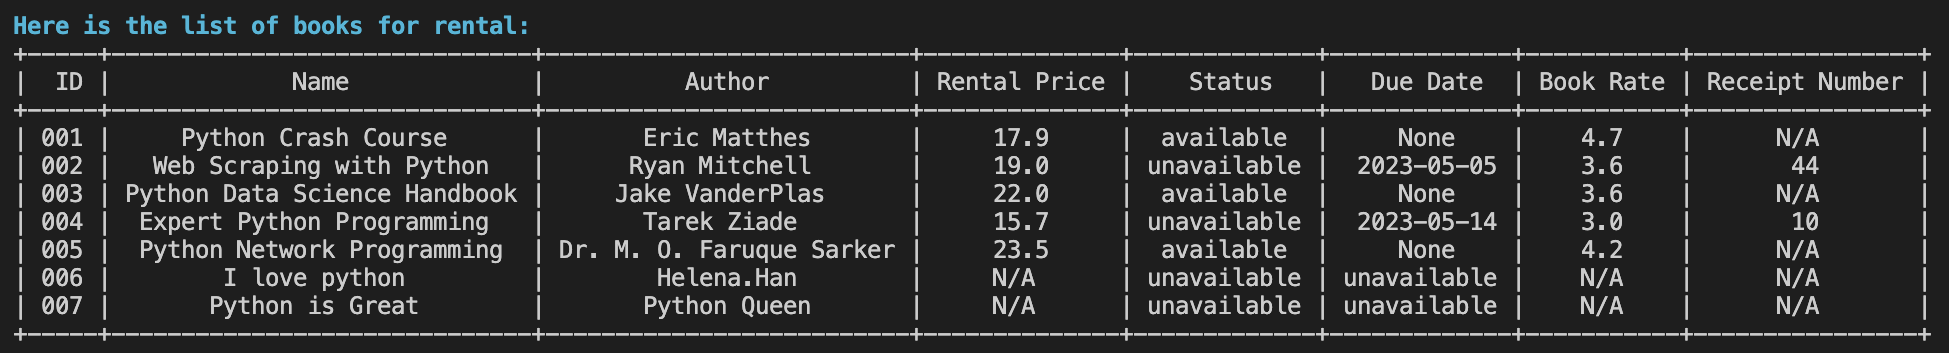 Here is the list of books for rental:
+-----+------------------------------+--------------------------+--------------+-------------+-------------+-----------+----------------+
|  ID |             Name             |          Author          | Rental Price |    Status   |   Due Date  | Book Rate | Receipt Number |
+-----+------------------------------+--------------------------+--------------+-------------+-------------+-----------+----------------+
| 001 |     Python Crash Course      |       Eric Matthes       |     17.9     |  available  |     None    |    4.7    |      N/A       |
| 002 |   Web Scraping with Python   |      Ryan Mitchell       |     19.0     | unavailable |  2023-05-05 |    3.6    |       44       |
| 003 | Python Data Science Handbook |     Jake VanderPlas      |     22.0     |  available  |     None    |    3.6    |      N/A       |
| 004 |  Expert Python Programming   |       Tarek Ziade        |     15.7     | unavailable |  2023-05-14 |    3.0    |       10       |
| 005 |  Python Network Programming  | Dr. M. O. Faruque Sarker |     23.5     |  available  |     None    |    4.2    |      N/A       |
| 006 |        I love python         |        Helena.Han        |     N/A      | unavailable | unavailable |    N/A    |      N/A       |
| 007 |       Python is Great        |       Python Queen       |     N/A      | unavailable | unavailable |    N/A    |      N/A       |
+-----+------------------------------+--------------------------+--------------+-------------+-------------+-----------+----------------+